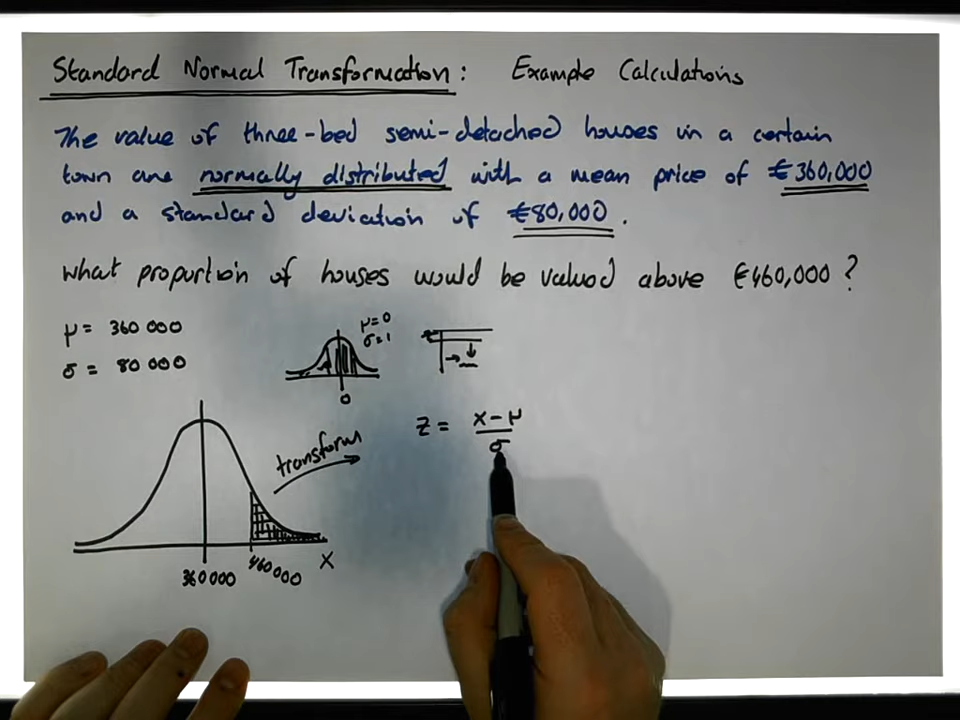 Standard Normal Transformation: Example Calculations
The value of three-bed semi-detached houses in a certain
town are normally distributed with a mean price of €360,000
and a standard deviation of €80,000.
What proportion of houses would be valued above €460,000?
μ = 360 000
σ = 80 000
μ=0
σ=1
0
z = x-μ
σ
transform
360000
460000
X